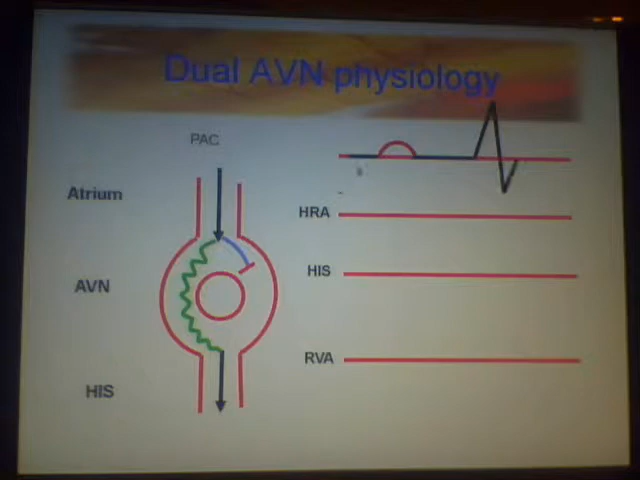 Dual AVN physiology
PAC
Atrium
HRA
AVN
HIS
RVA
HIS